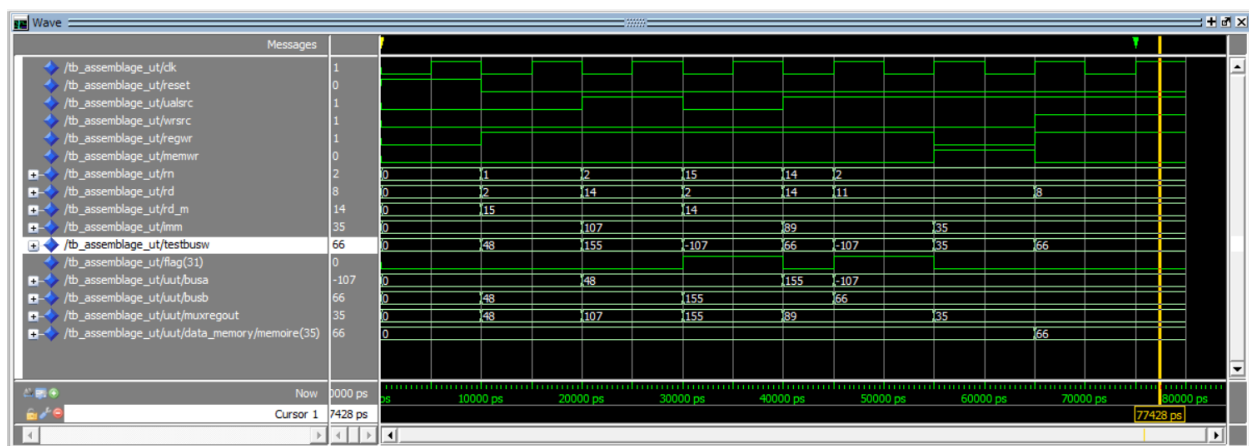 Wave
Messages
/tb_assemblage_ut/clk 1
/tb_assemblage_ut/reset 0
/tb_assemblage_ut/ualsrc 1
/tb_assemblage_ut/wrsrc 1
/tb_assemblage_ut/regwr 1
/tb_assemblage_ut/memwr 0
/tb_assemblage_ut/rn 2 0 1 2 15 14 2
/tb_assemblage_ut/rd 8 0 2 14 2 14 11 8
/tb_assemblage_ut/rd_m 14 0 15 14
/tb_assemblage_ut/imm 35 0 107 89 35
/tb_assemblage_ut/testbusw 66 0 48 155 -107 66 -107 35 66
/tb_assemblage_ut/flag(31) 0
/tb_assemblage_ut/uut/busa -107 0 48 155 -107
/tb_assemblage_ut/uut/busb 66 0 48 155 66
/tb_assemblage_ut/uut/muxregout 35 0 48 107 155 89 35
/tb_assemblage_ut/uut/data_memory/memoire(35) 66 0 66
Now 0000 ps ps 10000 ps 20000 ps 30000 ps 40000 ps 50000 ps 60000 ps 70000 ps 80000 ps
Cursor 1 7428 ps 77428 ps